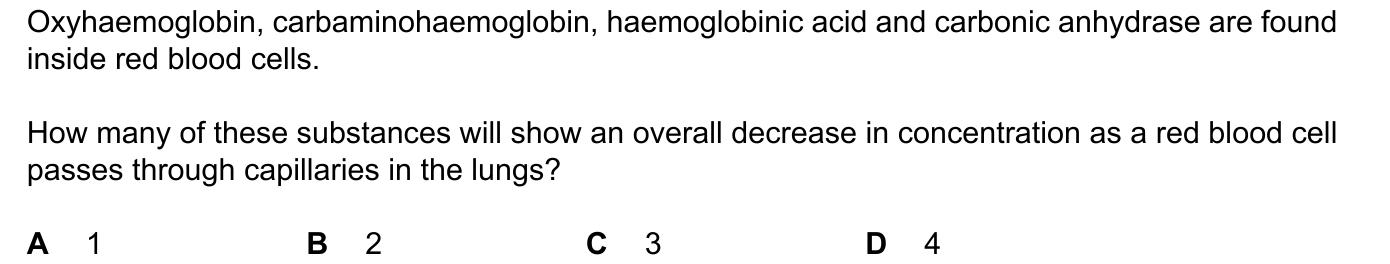 Oxyhaemoglobin, carbaminohaemoglobin, haemoglobinic acid and carbonic anhydrase are found
inside red blood cells.
How many of these substances will show an overall decrease in concentration as a red blood cell
passes through capillaries in the lungs?
A 1 B 2 C 3 D 4